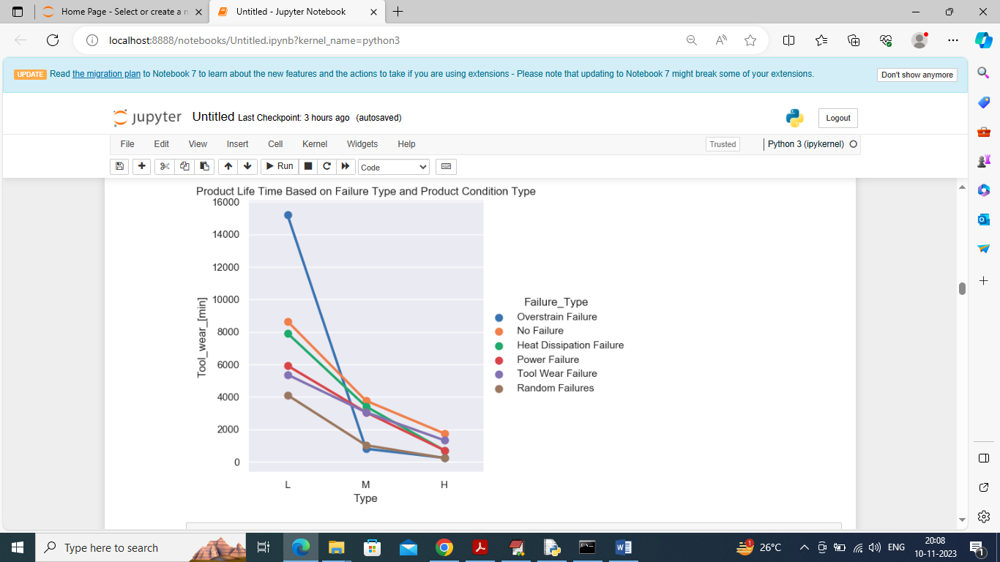 Home Page - Select or create a n
Untitled - Jupyter Notebook
localhost:8888/notebooks/Untitled.ipynb?kernel_name=python3
UPDATE Read the migration plan to Notebook 7 to learn about the new features and the actions to take if you are using extensions - Please note that updating to Notebook 7 might break some of your extensions.
Don't show anymore
jupyter Untitled Last Checkpoint: 3 hours ago (autosaved)
Logout
File Edit View Insert Cell Kernel Widgets Help
Trusted
Python 3 (ipykernel)
Run
Code
Product Life Time Based on Failure Type and Product Condition Type
16000
14000
12000
10000
8000
6000
4000
2000
0
Tool_wear_[min]
L M H
Type
Failure_Type
Overstrain Failure
No Failure
Heat Dissipation Failure
Power Failure
Tool Wear Failure
Random Failures
Type here to search
1
26°C
ENG
20:08
10-11-2023
1